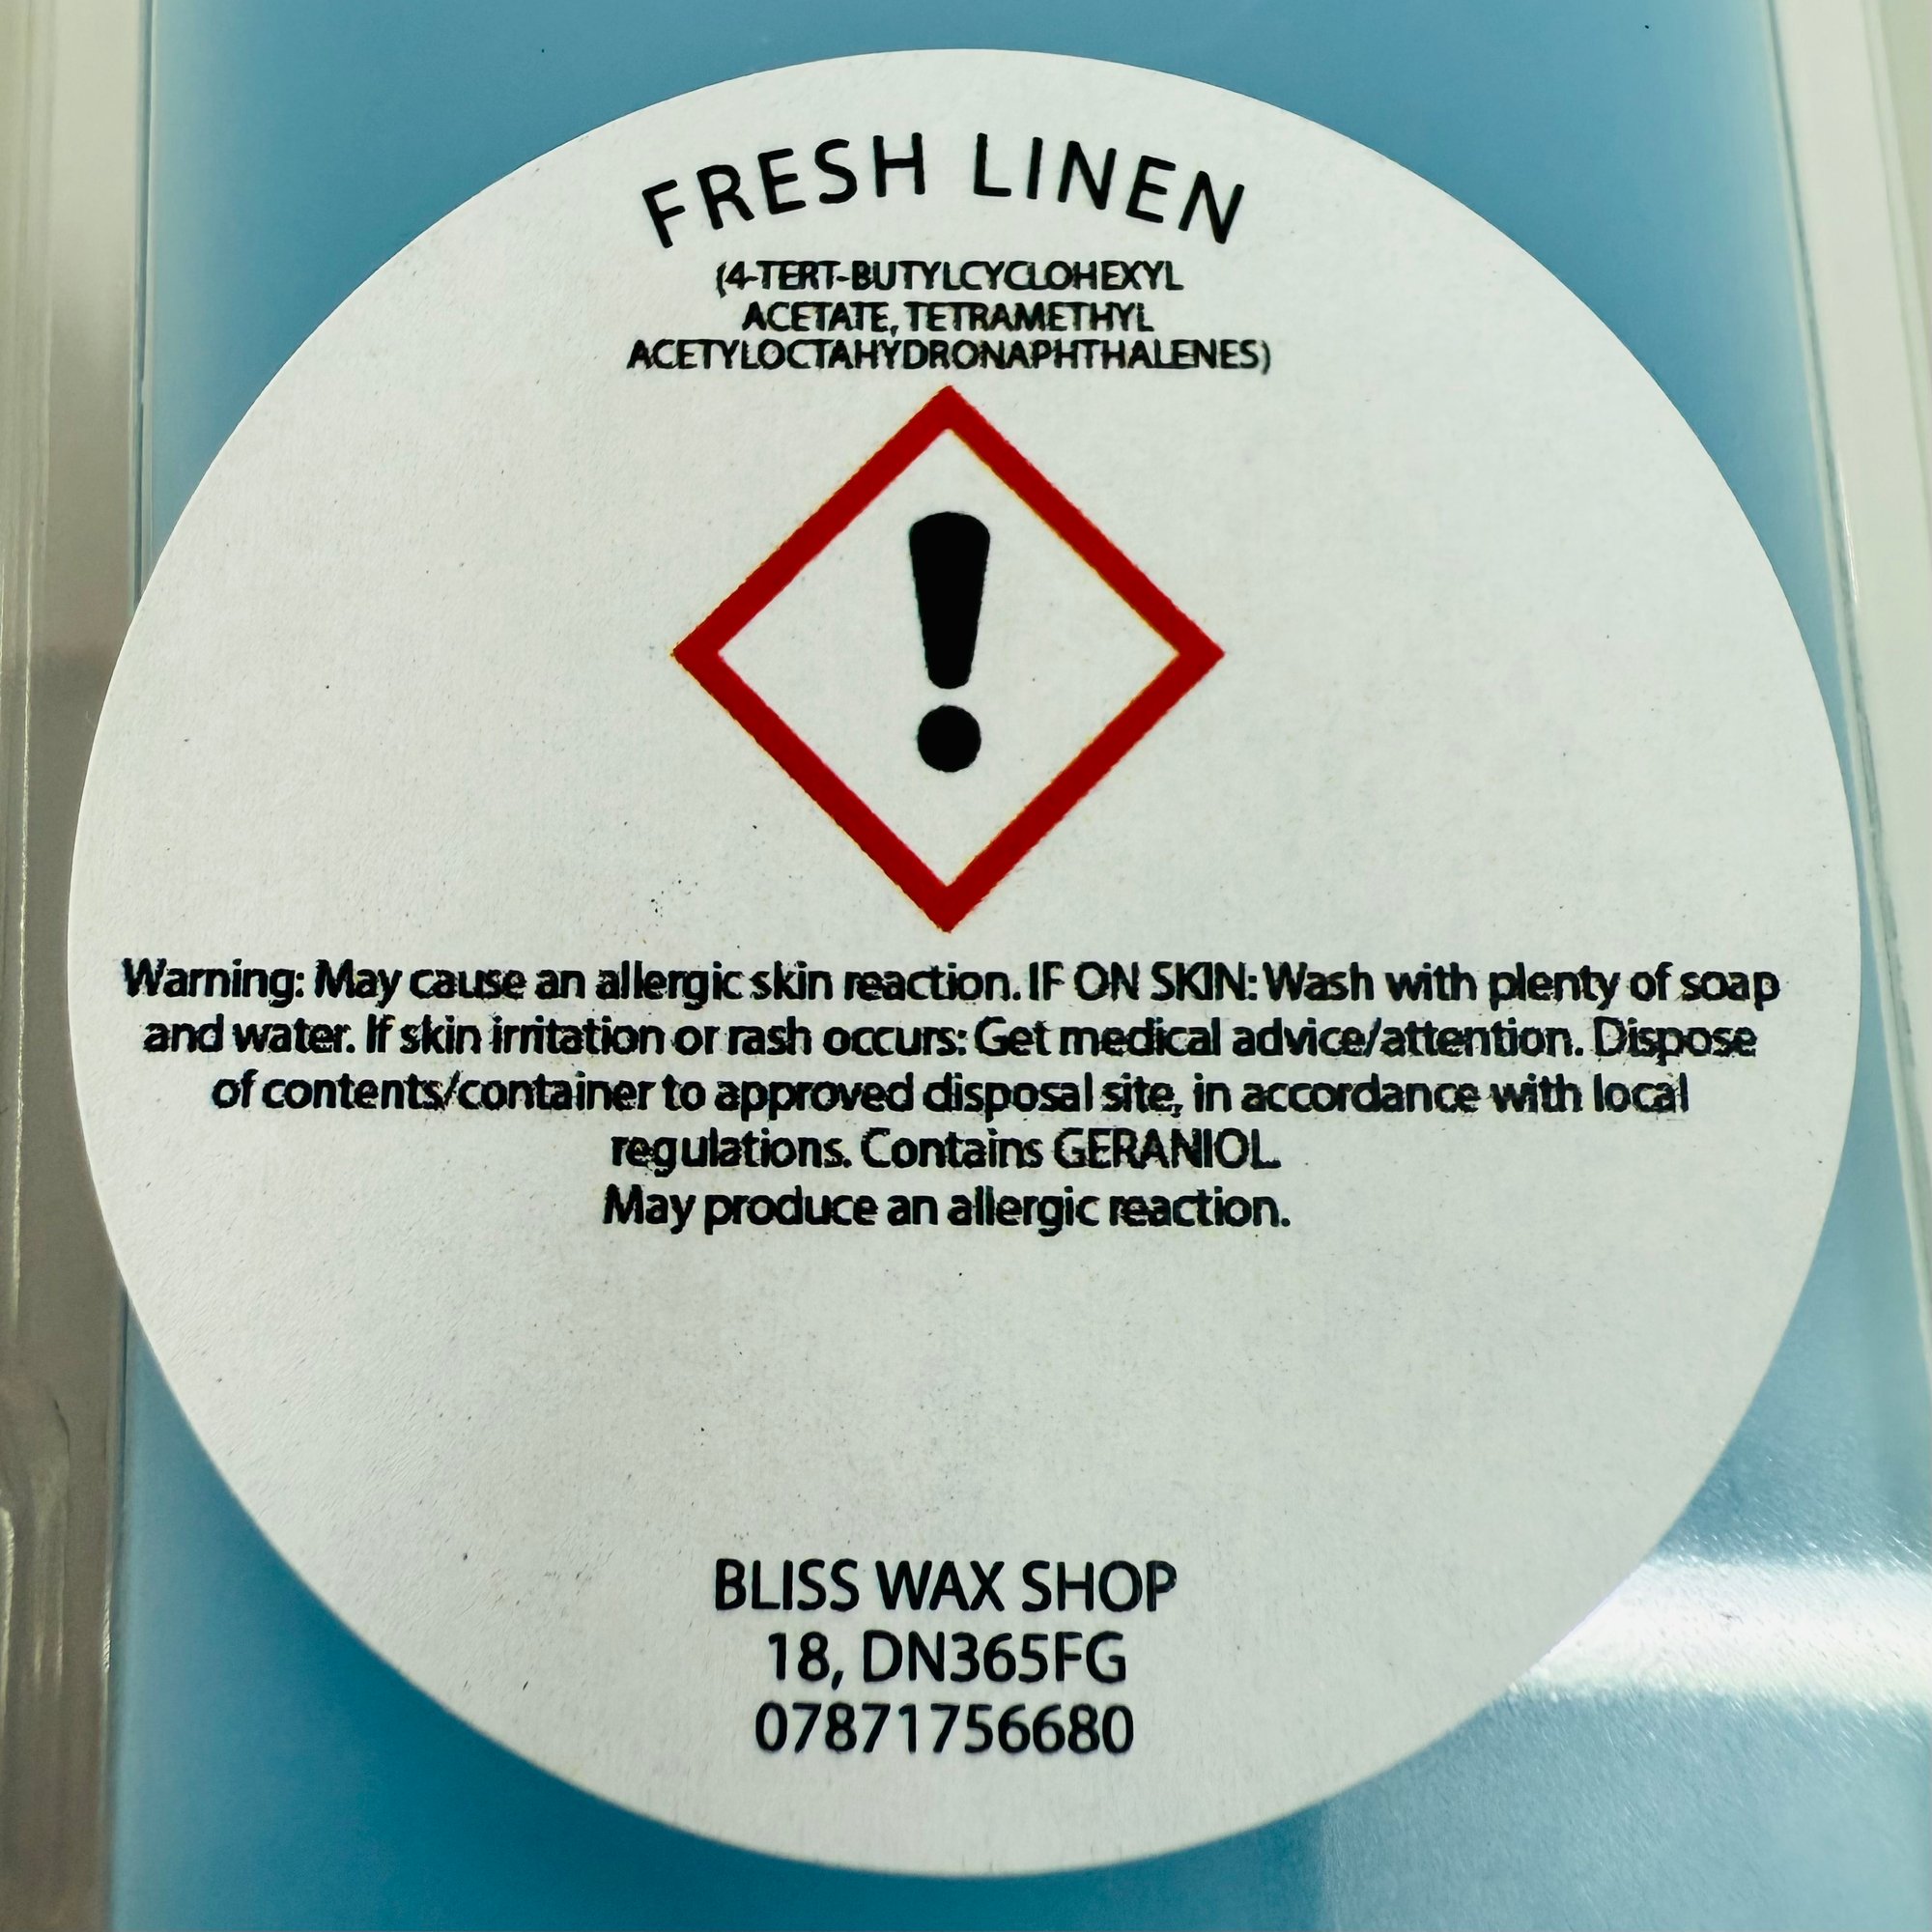 FRESH LINEN
(4-TERT-BUTYLCYCLOHEXYL
ACETATE, TETRAMETHYL
ACETYLOCTAHYDRONAPHTHALENES)
Warning: May cause an allergic skin reaction. IF ON SKIN: Wash with plenty of soap
and water. If skin irritation or rash occurs: Get medical advice/attention. Dispose
of contents/container to approved disposal site, in accordance with local
regulations. Contains GERANIOL.
May produce an allergic reaction.
BLISS WAX SHOP
18, DN365FG
07871756680